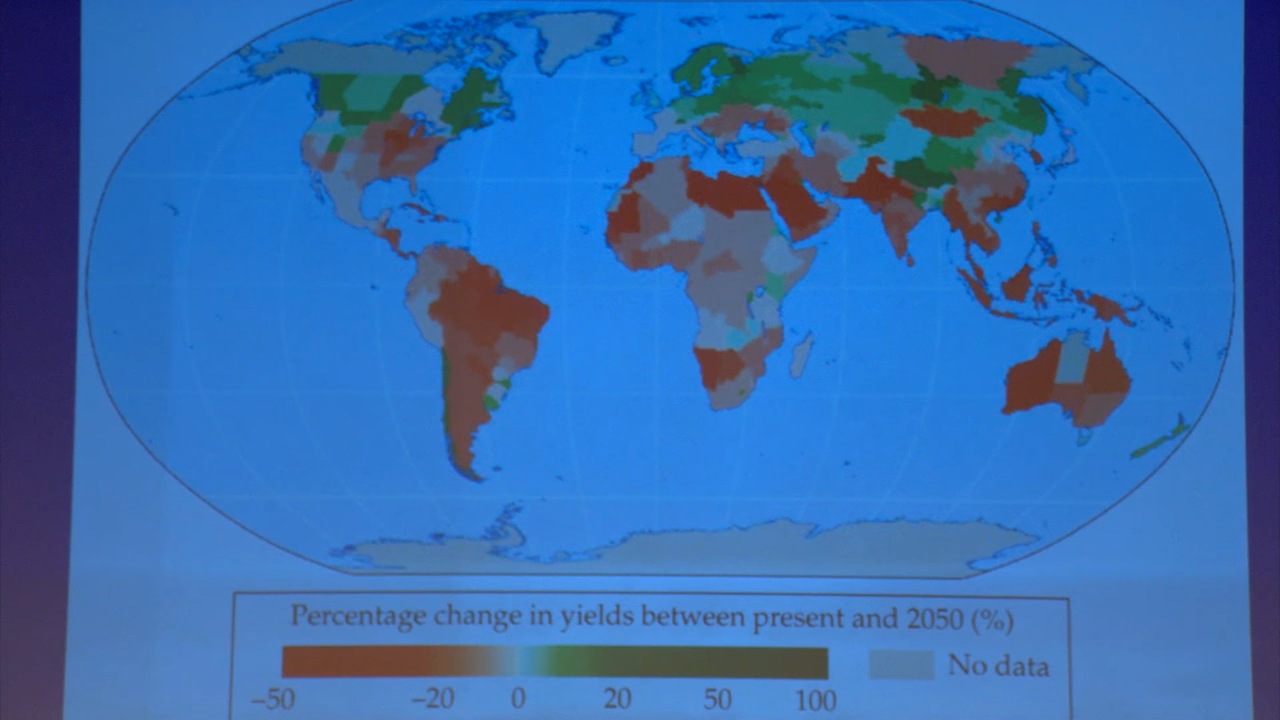 Percentage change in yields between present and 2050 (%)
No data
−50 −20 0 20 50 100